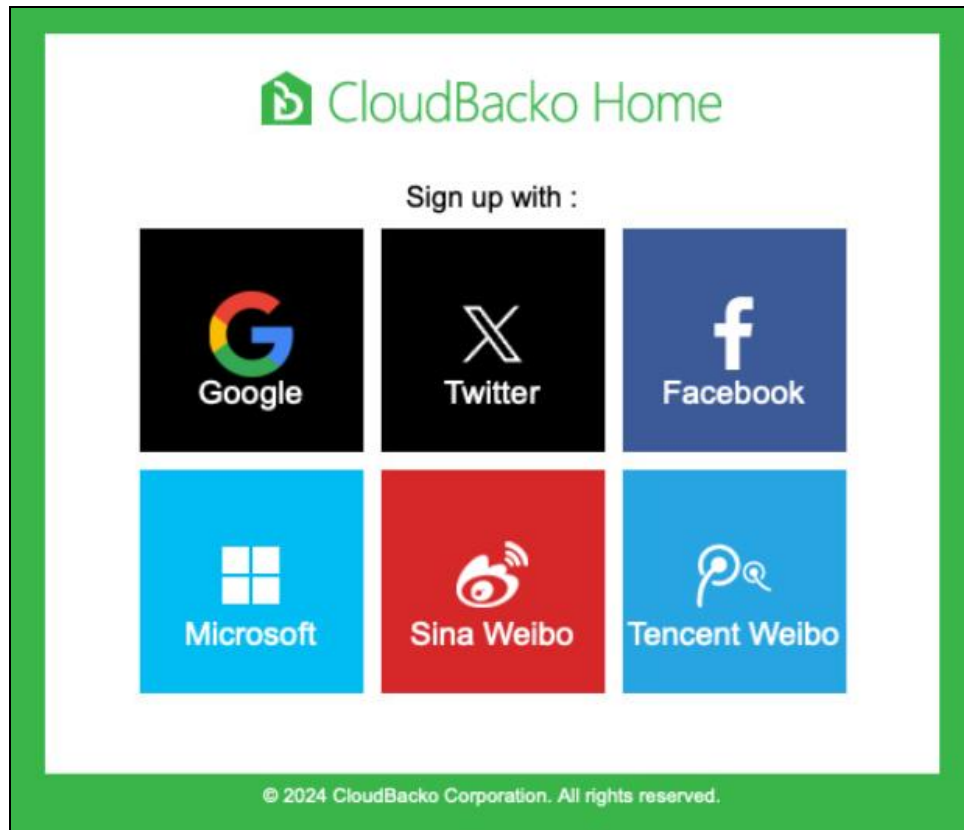 CloudBacko Home
Sign up with :
Google
Twitter
Facebook
Microsoft
Sina Weibo
Tencent Weibo
© 2024 CloudBacko Corporation. All rights reserved.